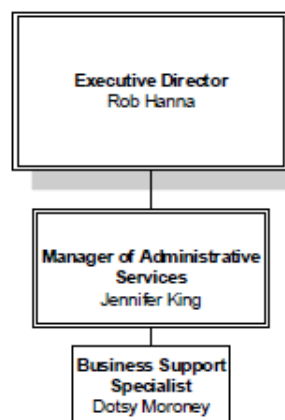 Executive Director
Rob Hanna
Manager of Administrative
Services
Jennifer King
Business Support
Specialist
Dotsy Moroney